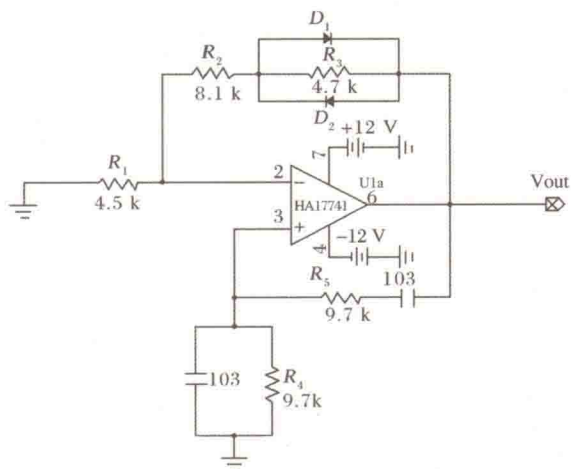 D1
R2
R3
8.1 k
4.7 k
D2
+12 V
7
R1
2
−
U1a
Vout
4.5 k
HA17741
6
3
+
4
−12 V
R5
103
9.7 k
103
R4
9.7k